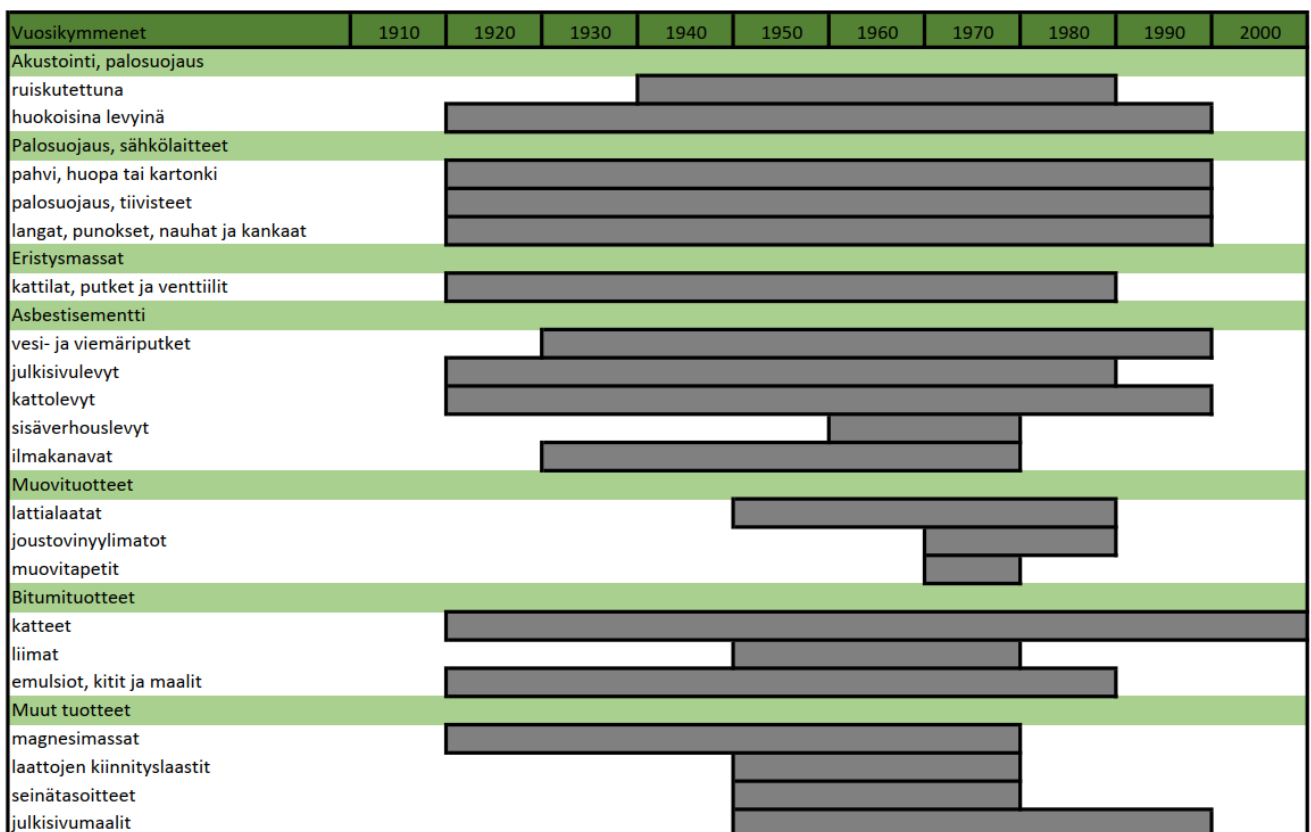 Vuosikymmenet 1910 1920 1930 1940 1950 1960 1970 1980 1990 2000
Akustointi, palosuojaus
ruiskutettuna
huokoisina levyinä
Palosuojaus, sähkölaitteet
pahvi, huopa tai kartonki
palosuojaus, tiivisteet
langat, punokset, nauhat ja kankaat
Eristysmassat
kattilat, putket ja venttiilit
Asbestisementti
vesi- ja viemäriputket
julkisivulevyt
kattolevyt
sisäverhouslevyt
ilmakanavat
Muovituotteet
lattialaatat
joustovinyylimatot
muovitapetit
Bitumituotteet
katteet
liimat
emulsiot, kitit ja maalit
Muut tuotteet
magnesimassat
laattojen kiinnityslaastit
seinätasoitteet
julkisivumaalit